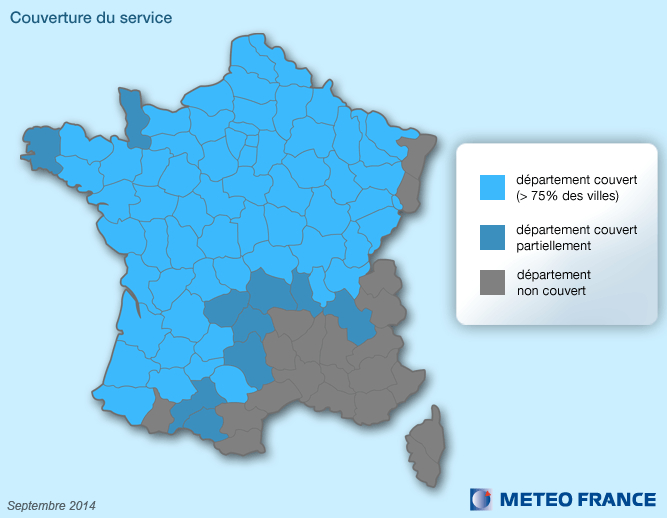 Couverture du service
département couvert
(> 75% des villes)
département couvert
partiellement
département
non couvert
Septembre 2014
METEO FRANCE